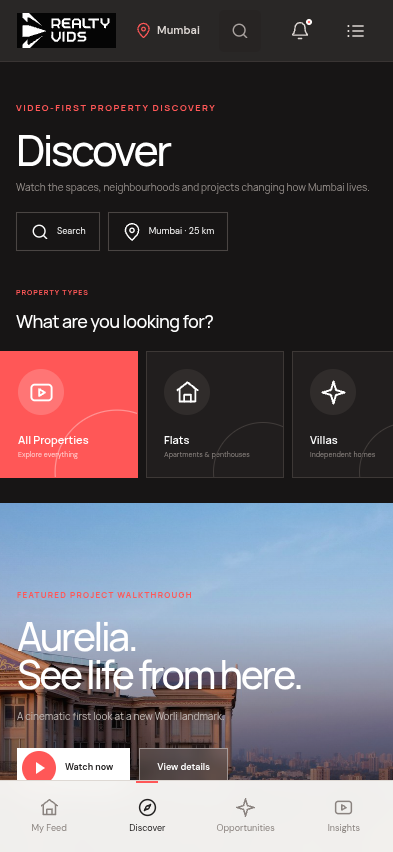 REALTY
VIDS
Mumbai
VIDEO-FIRST PROPERTY DISCOVERY
Discover
Watch the spaces, neighbourhoods and projects changing how Mumbai lives.
Search
Mumbai · 25 km
PROPERTY TYPES
What are you looking for?
All Properties
Explore everything
Flats
Apartments & penthouses
Villas
Independent homes
FEATURED PROJECT WALKTHROUGH
Aurelia.
See life from here.
A cinematic first look at a new Worli landmark.
Watch now
View details
My Feed
Discover
Opportunities
Insights